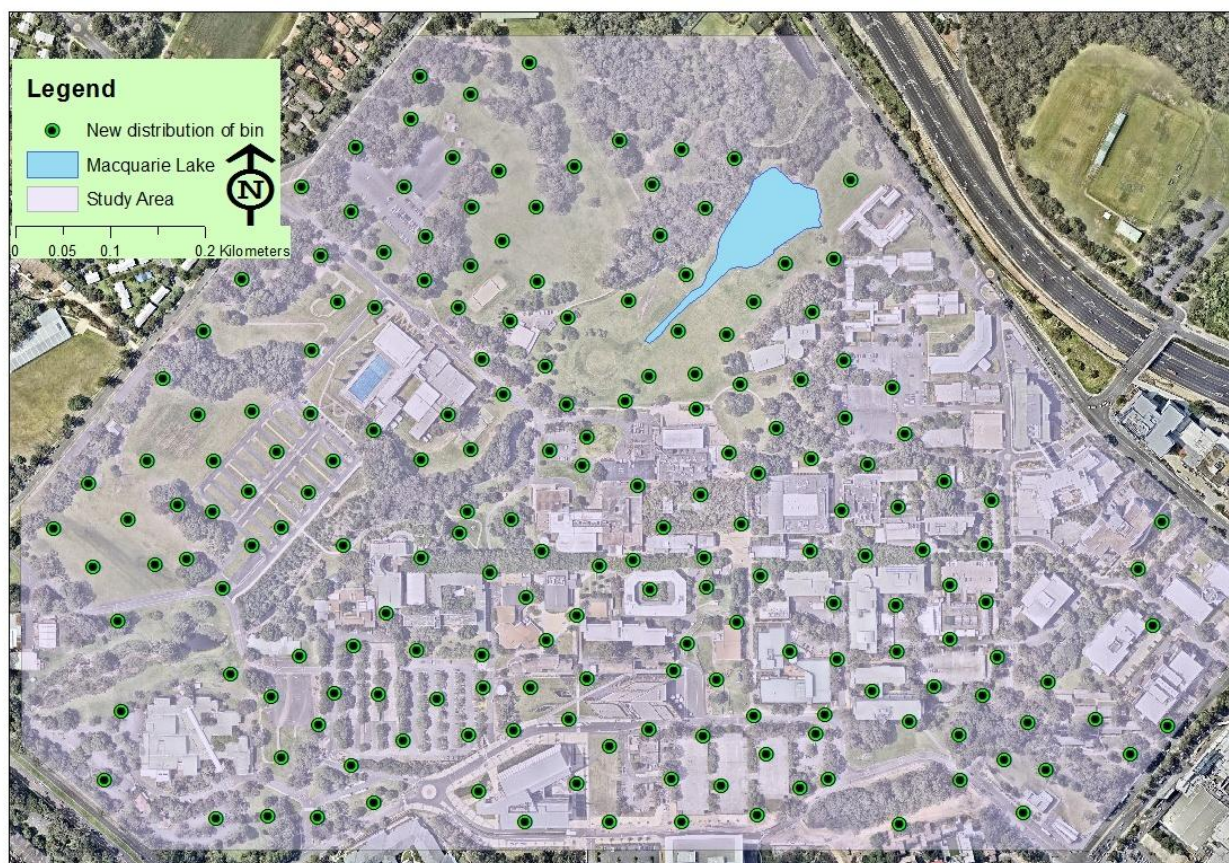 Legend
New distribution of bin
Macquarie Lake
Study Area
N
0 0.05 0.1 0.2 Kilometers